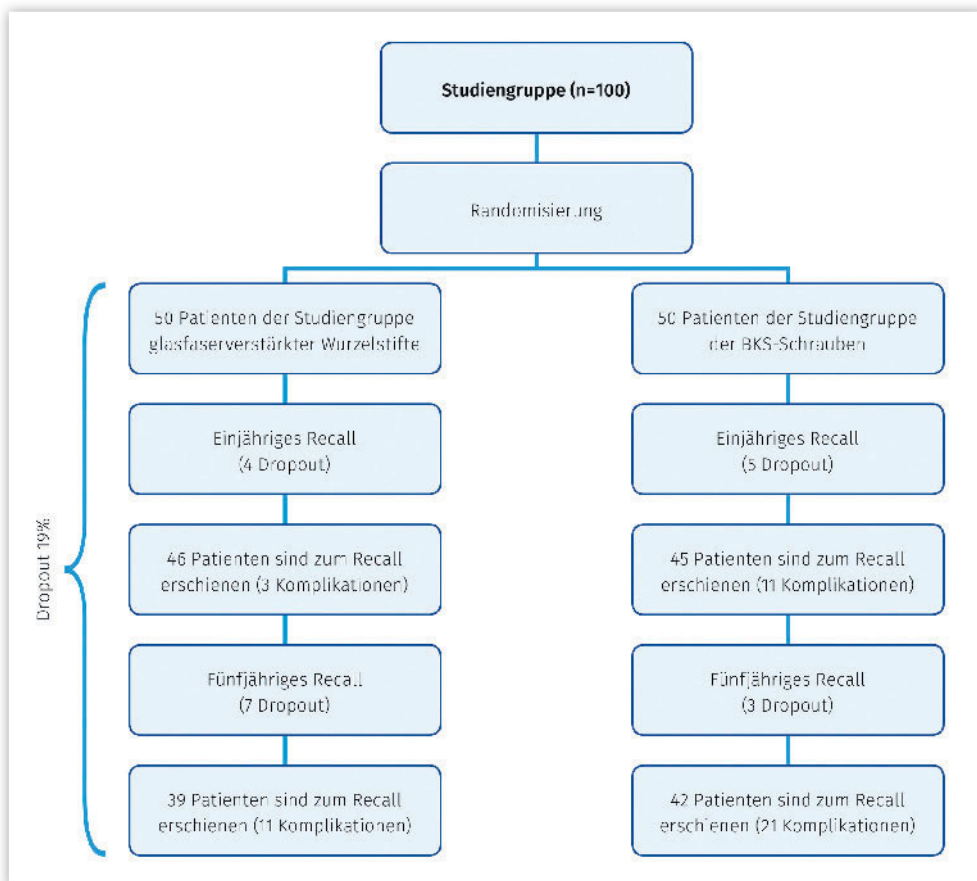 Studiengruppe (n=100)
Randomisierung
Dropout 19%
50 Patienten der Studiengruppe
glasfaserverstärkter Wurzelstifte
Einjähriges Recall
(4 Dropout)
46 Patienten sind zum Recall
erschienen (3 Komplikationen)
Fünfjähriges Recall
(7 Dropout)
39 Patienten sind zum Recall
erschienen (11 Komplikationen)
50 Patienten der Studiengruppe
der BKS-Schrauben
Einjähriges Recall
(5 Dropout)
45 Patienten sind zum Recall
erschienen (11 Komplikationen)
Fünfjähriges Recall
(3 Dropout)
42 Patienten sind zum Recall
erschienen (21 Komplikationen)